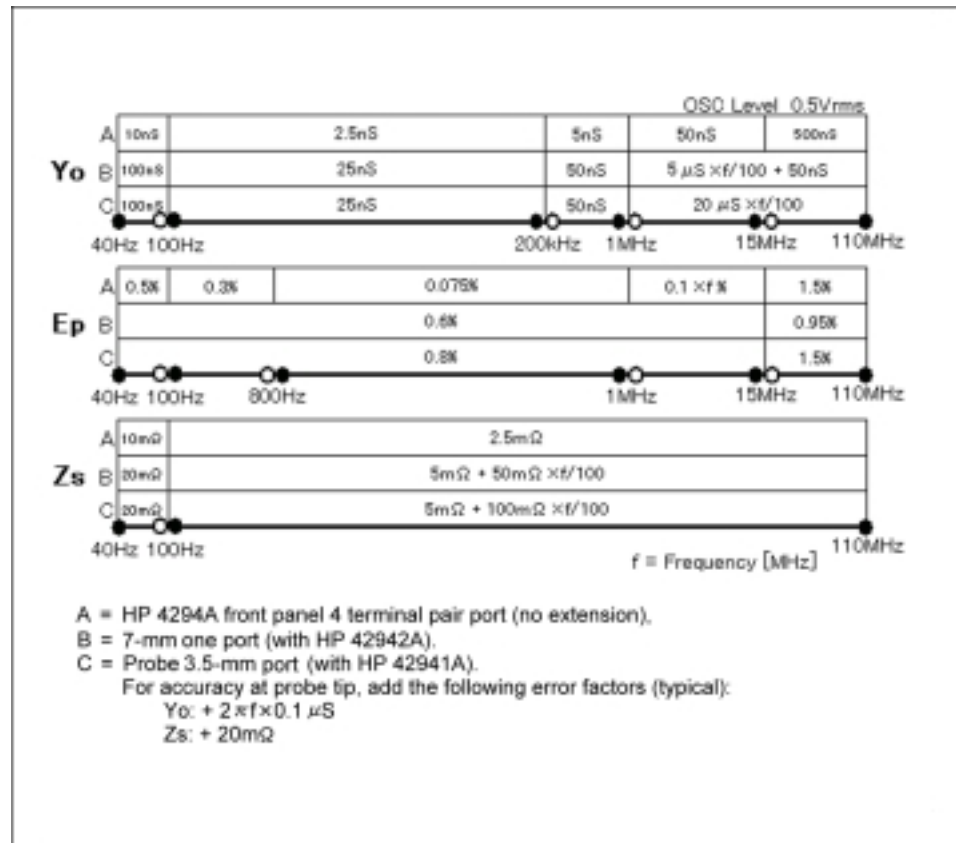 OSC Level 0.5Vrms
A 10nS 2.5nS 5nS 50nS 500nS
Yo B 100nS 25nS 50nS 5 μS ×f/100 + 50nS
C 100nS 25nS 50nS 20 μS ×f/100
40Hz 100Hz 200kHz 1MHz 15MHz 110MHz
A 0.5% 0.3% 0.075% 0.1 ×f % 1.5%
Ep B 0.6% 0.95%
C 0.8% 1.5%
40Hz 100Hz 800Hz 1MHz 15MHz 110MHz
A 10mΩ 2.5mΩ
Zs B 20mΩ 5mΩ + 50mΩ ×f/100
C 20mΩ 5mΩ + 100mΩ ×f/100
40Hz 100Hz 110MHz
f = Frequency [MHz]
A = HP 4294A front panel 4 terminal pair port (no extension),
B = 7-mm one port (with HP 42942A).
C = Probe 3.5-mm port (with HP 42941A).
For accuracy at probe tip, add the following error factors (typical):
Yo: + 2πf×0.1 μS
Zs: + 20mΩ